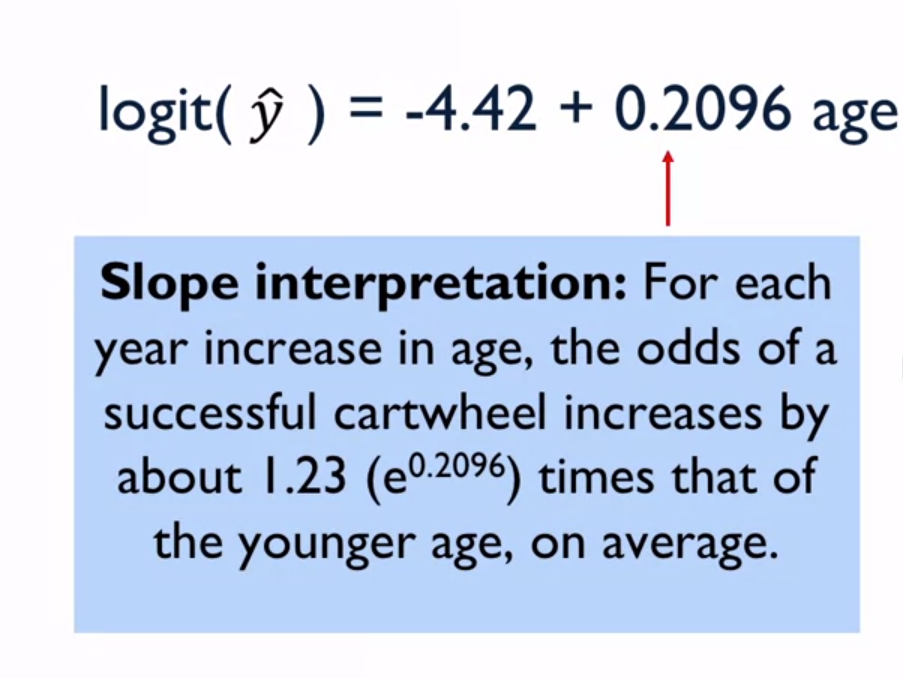 logit( ŷ ) = -4.42 + 0.2096 age
Slope interpretation: For each
year increase in age, the odds of a
successful cartwheel increases by
about 1.23 (e^0.2096) times that of
the younger age, on average.